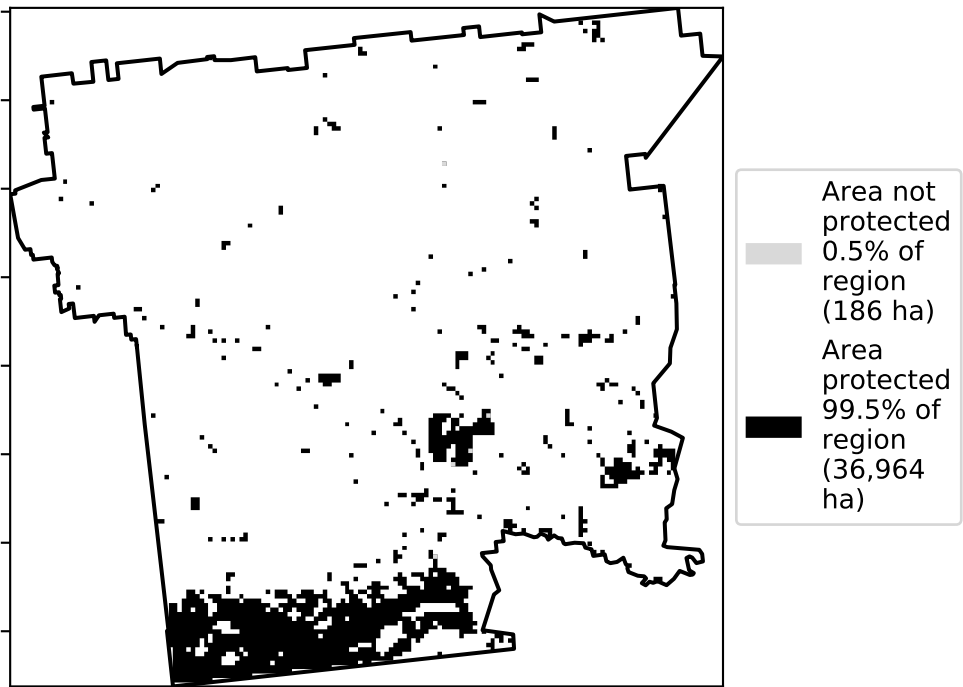 Area not
protected
0.5% of
region
(186 ha)
Area
protected
99.5% of
region
(36,964
ha)